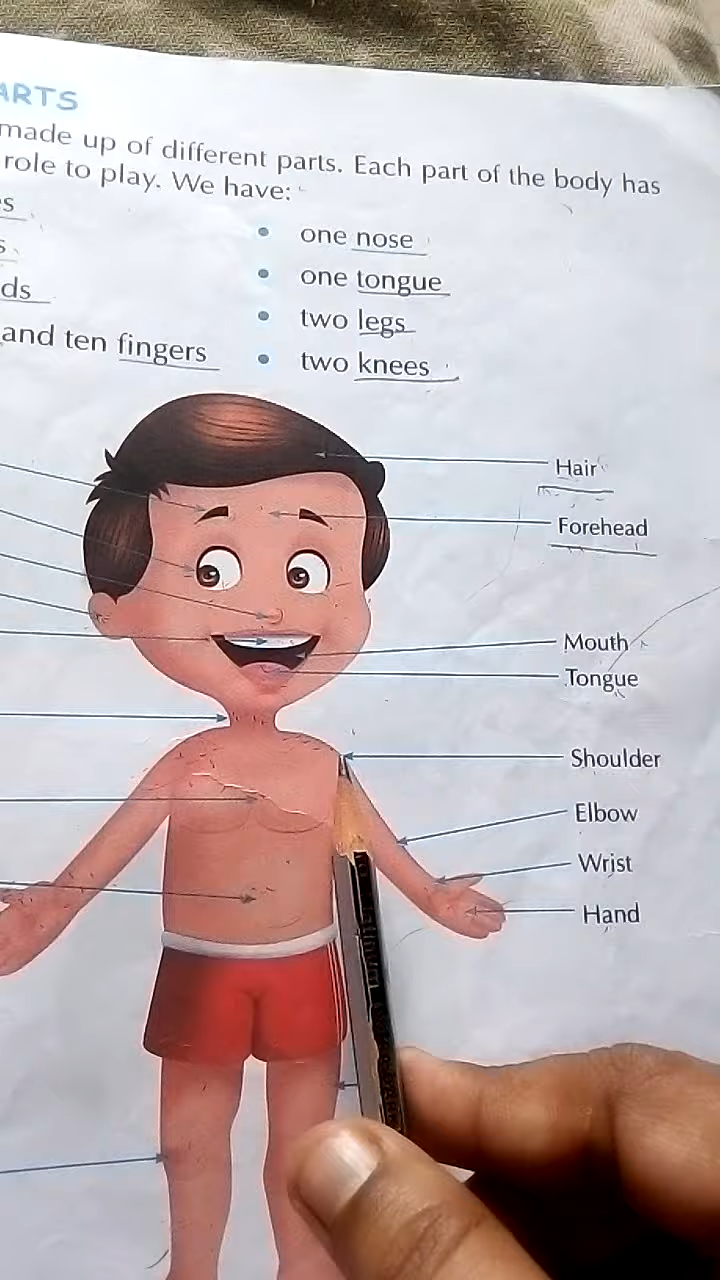 ARTS
made up of different parts. Each part of the body has
role to play. We have:
s
s
ds
and ten fingers
• one nose
• one tongue
• two legs
• two knees
Hair
Forehead
Mouth
Tongue
Shoulder
Elbow
Wrist
Hand